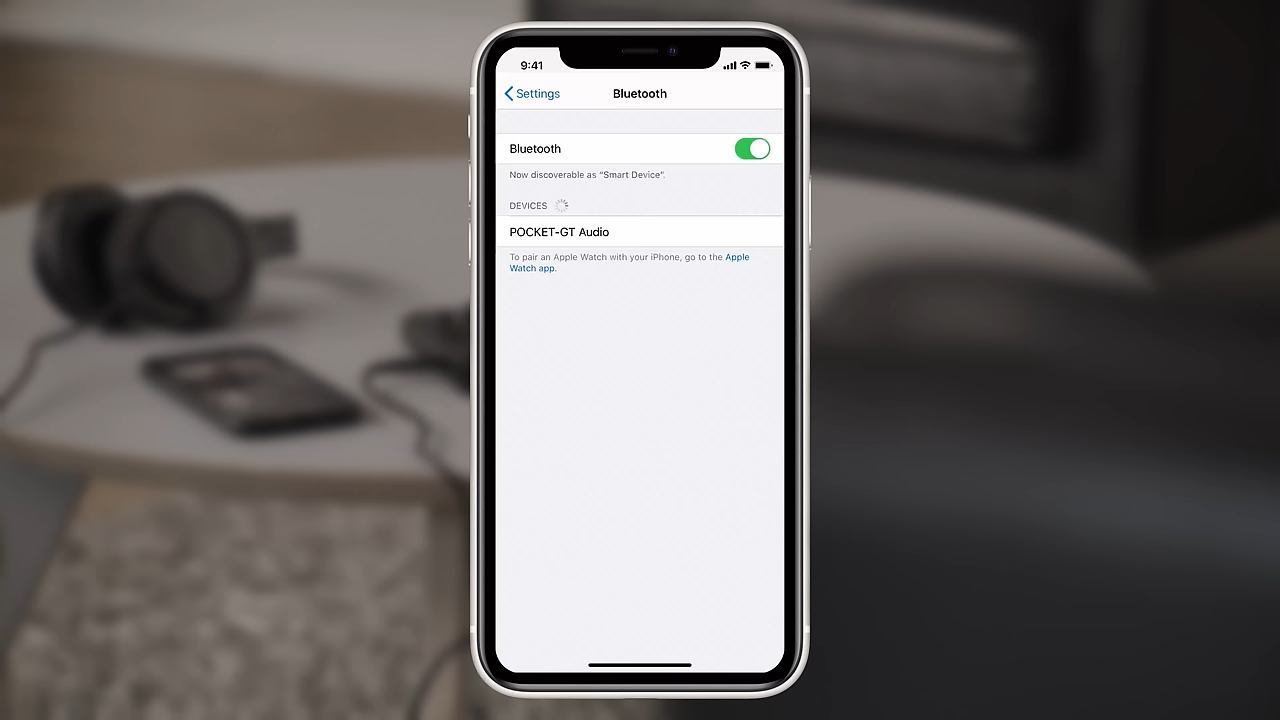 9:41
Settings
Bluetooth
Bluetooth
Now discoverable as “Smart Device”.
DEVICES
POCKET-GT Audio
To pair an Apple Watch with your iPhone, go to the Apple
Watch app.